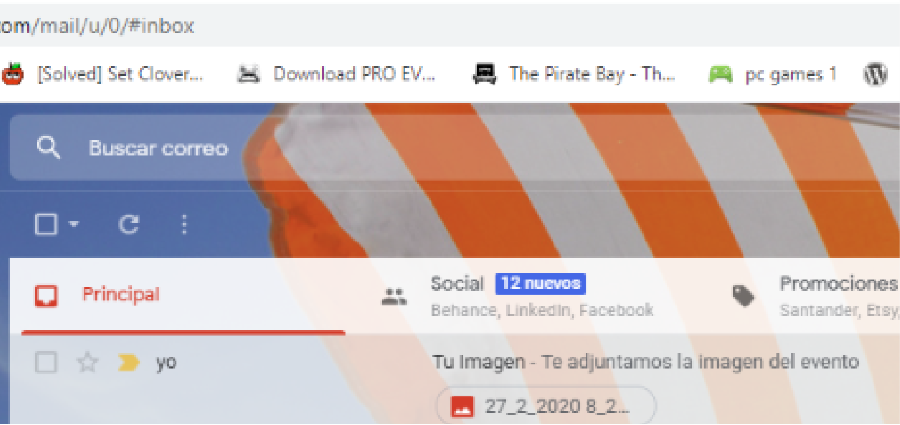 om/mail/u/0/#inbox
[Solved] Set Clover... Download PRO EV... The Pirate Bay - Th... pc games 1
Buscar correo
Principal
Social 12 nuevos
Behance, LinkedIn, Facebook
Promociones
Santander, Etsy,
yo
Tu Imagen - Te adjuntamos la imagen del evento
27_2_2020 8_2...